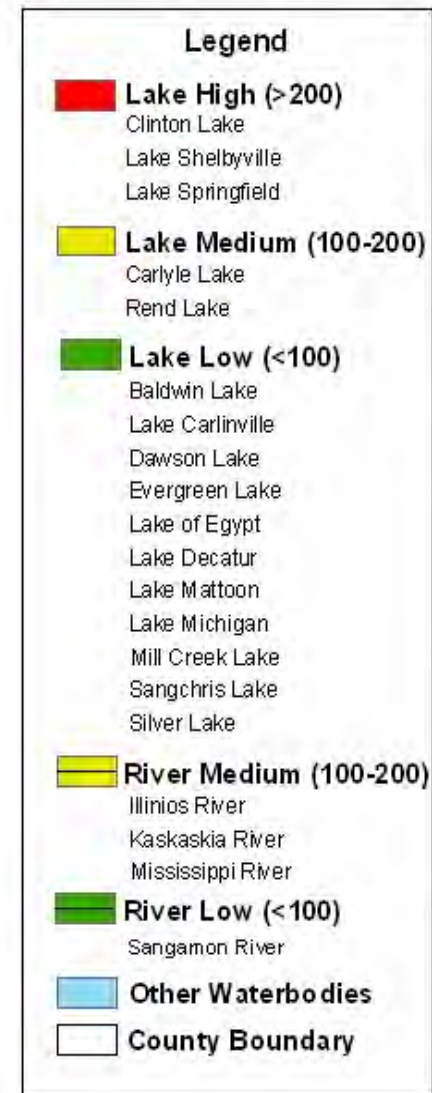 Legend
Lake High (>200)
Clinton Lake
Lake Shelbyville
Lake Springfield
Lake Medium (100-200)
Carlyle Lake
Rend Lake
Lake Low (<100)
Baldwin Lake
Lake Carlinville
Dawson Lake
Evergreen Lake
Lake of Egypt
Lake Decatur
Lake Mattoon
Lake Michigan
Mill Creek Lake
Sangchris Lake
Silver Lake
River Medium (100-200)
Illinios River
Kaskaskia River
Mississippi River
River Low (<100)
Sangamon River
Other Waterbodies
County Boundary